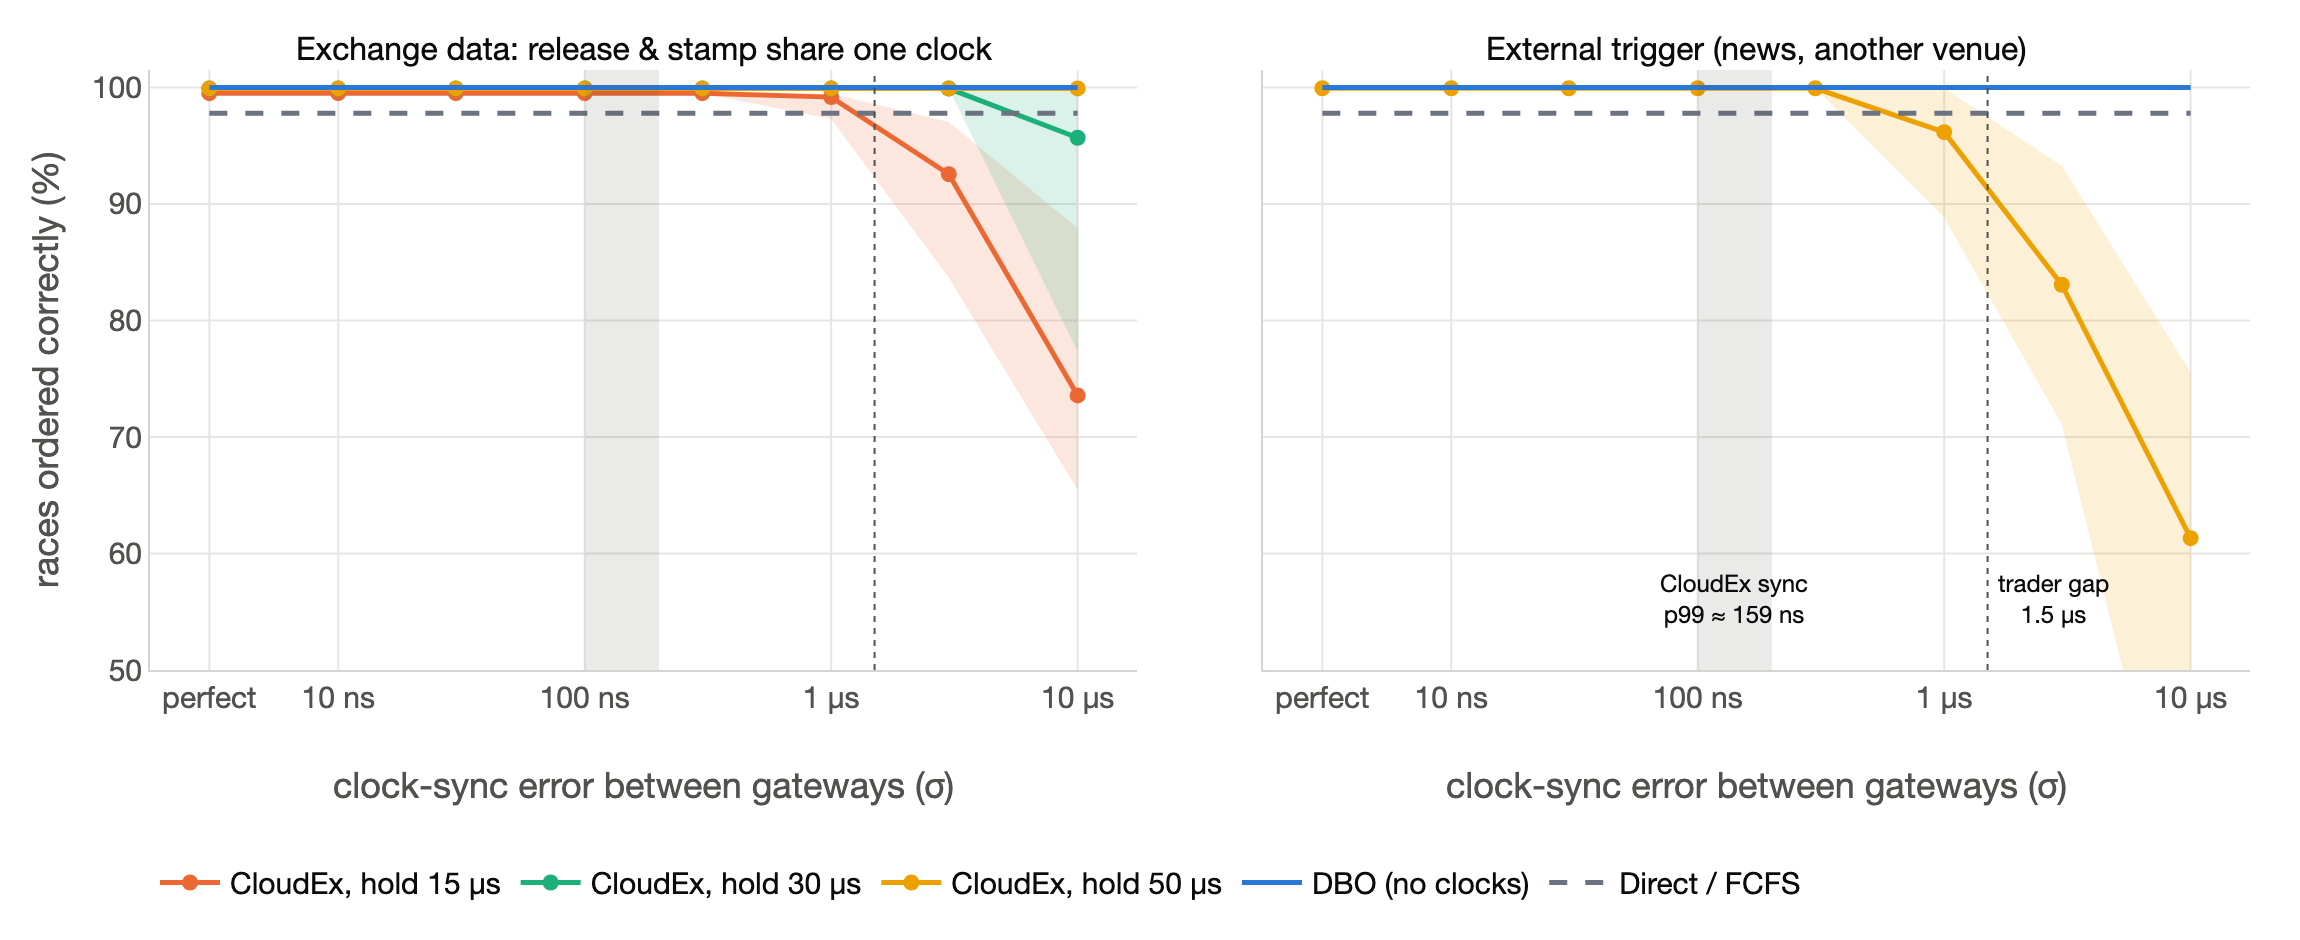 Exchange data: release & stamp share one clock
External trigger (news, another venue)
races ordered correctly (%)
100
90
80
70
60
50
perfect
10 ns
100 ns
1 µs
10 µs
clock-sync error between gateways (σ)
CloudEx sync
p99 ≈ 159 ns
trader gap
1.5 µs
perfect
10 ns
100 ns
1 µs
10 µs
clock-sync error between gateways (σ)
CloudEx, hold 15 µs
CloudEx, hold 30 µs
CloudEx, hold 50 µs
DBO (no clocks)
Direct / FCFS